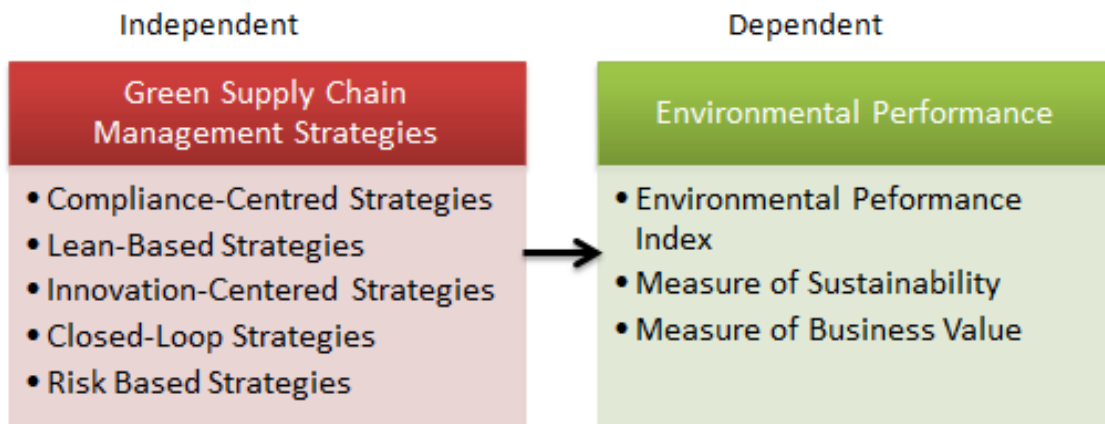 Independent
Dependent
Green Supply Chain
Management Strategies
• Compliance-Centred Strategies
• Lean-Based Strategies
• Innovation-Centered Strategies
• Closed-Loop Strategies
• Risk Based Strategies
Environmental Performance
• Environmental Peformance
Index
• Measure of Sustainability
• Measure of Business Value